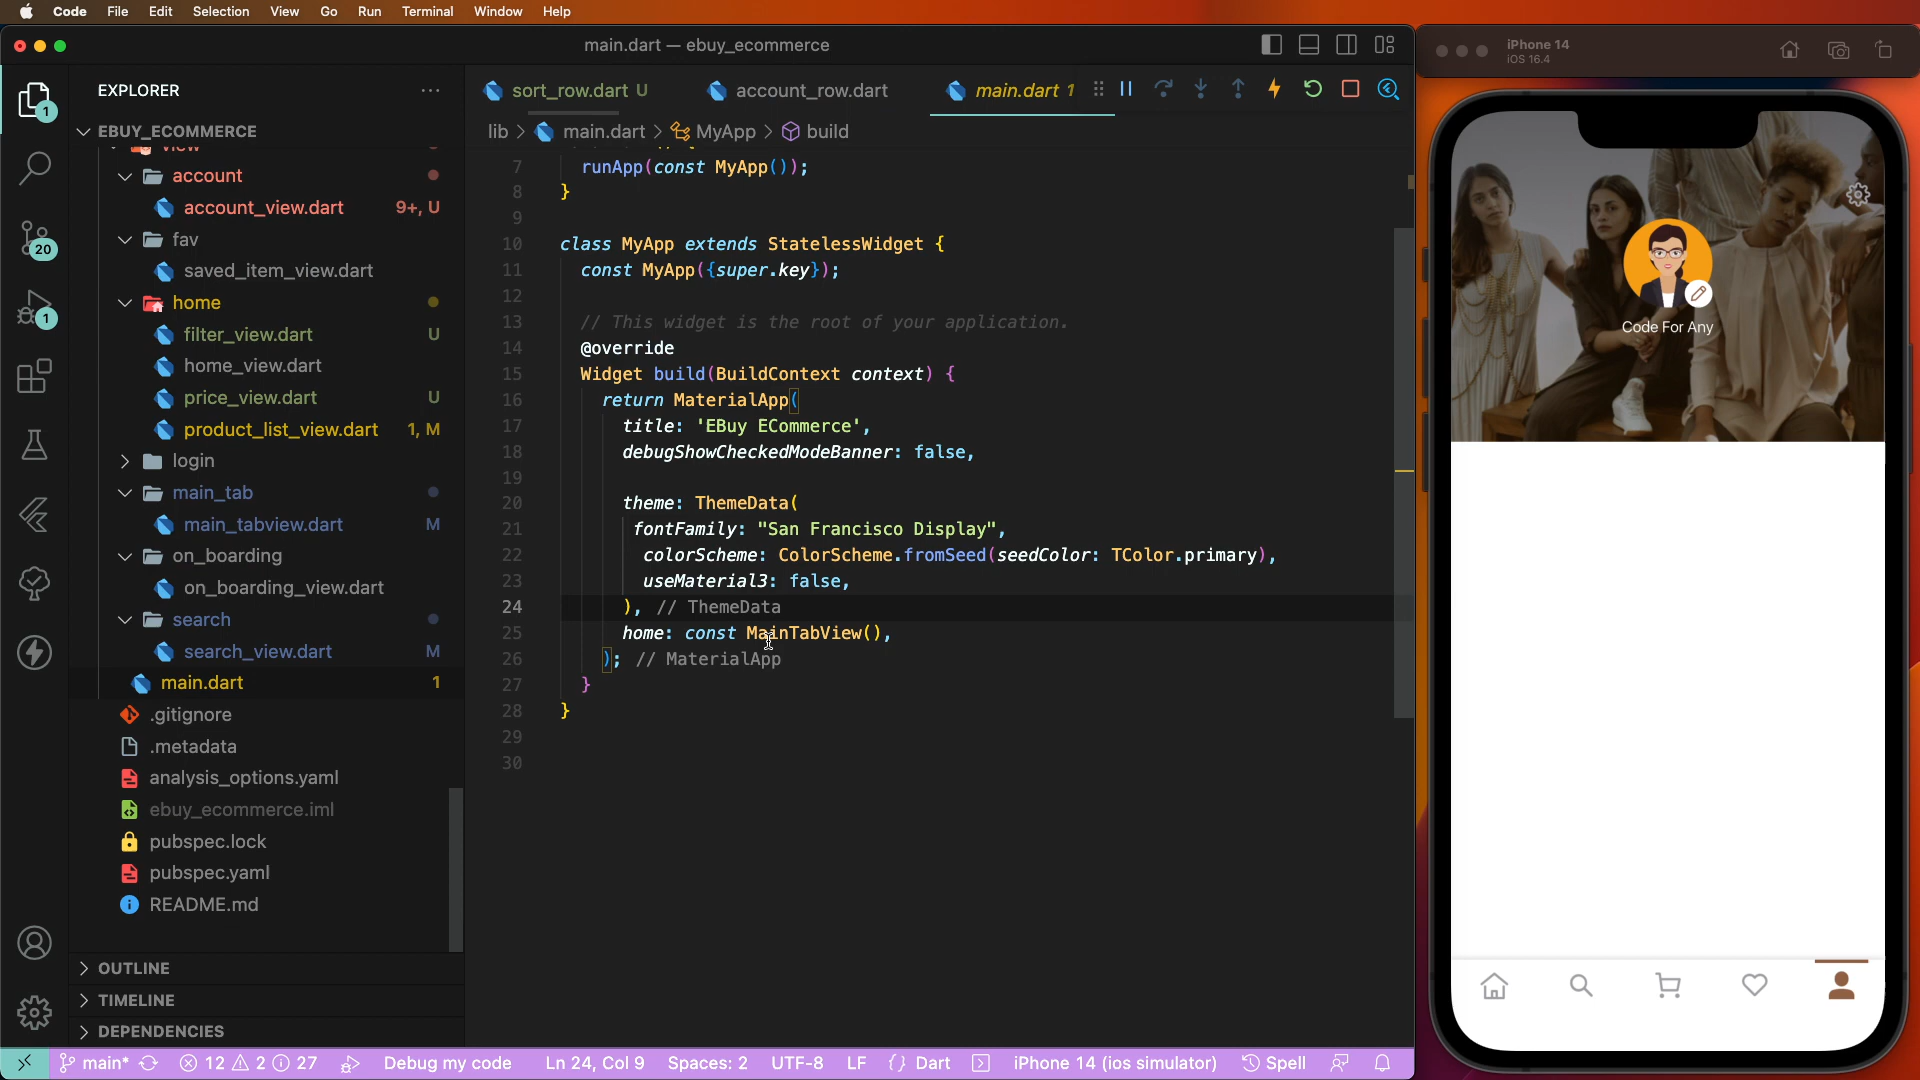 Code File Edit Selection View Go Run Terminal Window Help
main.dart — ebuy_ecommerce
iPhone 14
iOS 16.4
EXPLORER
sort_row.dart U
account_row.dart
main.dart 1
EBUY_ECOMMERCE
lib > main.dart > MyApp > build
view
account
account_view.dart 9+, U
fav
saved_item_view.dart
home
filter_view.dart U
home_view.dart
price_view.dart U
product_list_view.dart 1, M
login
main_tab
main_tabview.dart M
on_boarding
on_boarding_view.dart
search
search_view.dart M
main.dart 1
.gitignore
.metadata
analysis_options.yaml
ebuy_ecommerce.iml
pubspec.lock
pubspec.yaml
README.md
OUTLINE
TIMELINE
DEPENDENCIES
1
20
1
7 runApp(const MyApp());
8 }
9
10 class MyApp extends StatelessWidget {
11 const MyApp({super.key});
12
13 // This widget is the root of your application.
14 @override
15 Widget build(BuildContext context) {
16 return MaterialApp(
17 title: 'EBuy ECommerce',
18 debugShowCheckedModeBanner: false,
19
20 theme: ThemeData(
21 fontFamily: "San Francisco Display",
22 colorScheme: ColorScheme.fromSeed(seedColor: TColor.primary),
23 useMaterial3: false,
24 ), // ThemeData
25 home: const MainTabView(),
26 ); // MaterialApp
27 }
28 }
29
30
Code For Any
main* 12 2 27 Debug my code Ln 24, Col 9 Spaces: 2 UTF-8 LF {} Dart iPhone 14 (ios simulator) Spell